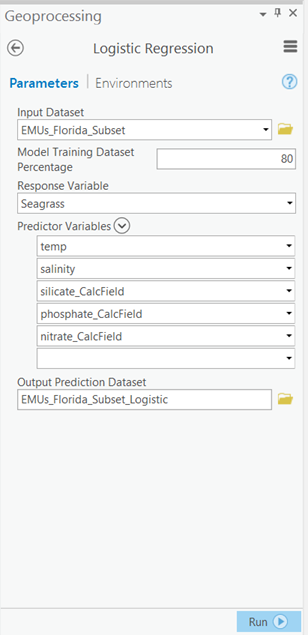 Geoprocessing
Logistic Regression
Parameters | Environments
Input Dataset
EMUs_Florida_Subset
Model Training Dataset
Percentage
80
Response Variable
Seagrass
Predictor Variables
temp
salinity
silicate_CalcField
phosphate_CalcField
nitrate_CalcField
Output Prediction Dataset
EMUs_Florida_Subset_Logistic
Run